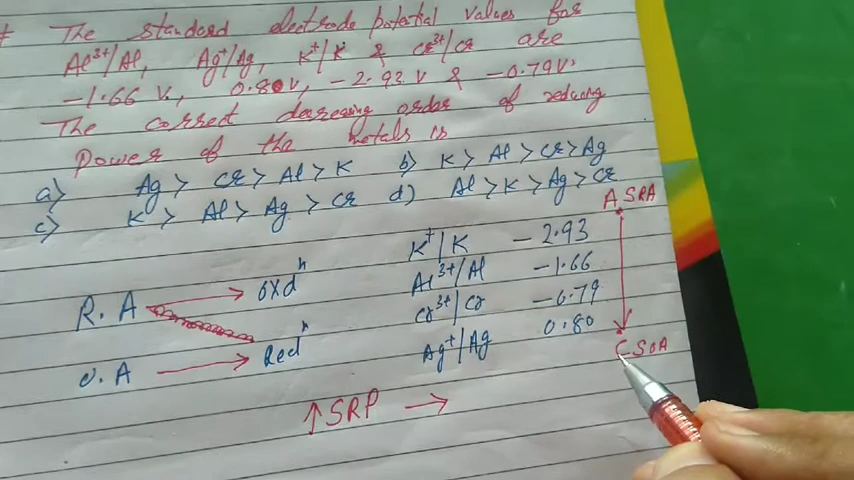 # The standard electrode potential values for
Al³⁺/Al, Ag⁺/Ag, K⁺/K & Cr³⁺/Cr are
-1.66 V., 0.80V, -2.92 V & -0.79V.
The correct decreasing order of reducing
Power of the metals is
a) Ag > Cr > Al > K b) K > Al > Cr > Ag
c) K > Al > Ag > Cr d) Al > K > Ag > Cr
A SRA
K⁺/K -2.93
Al³⁺/Al -1.66
R.A → oxdⁿ Cr³⁺/Cr -0.79
O.A → Redⁿ Ag⁺/Ag 0.80
C SOA
↑SRP →